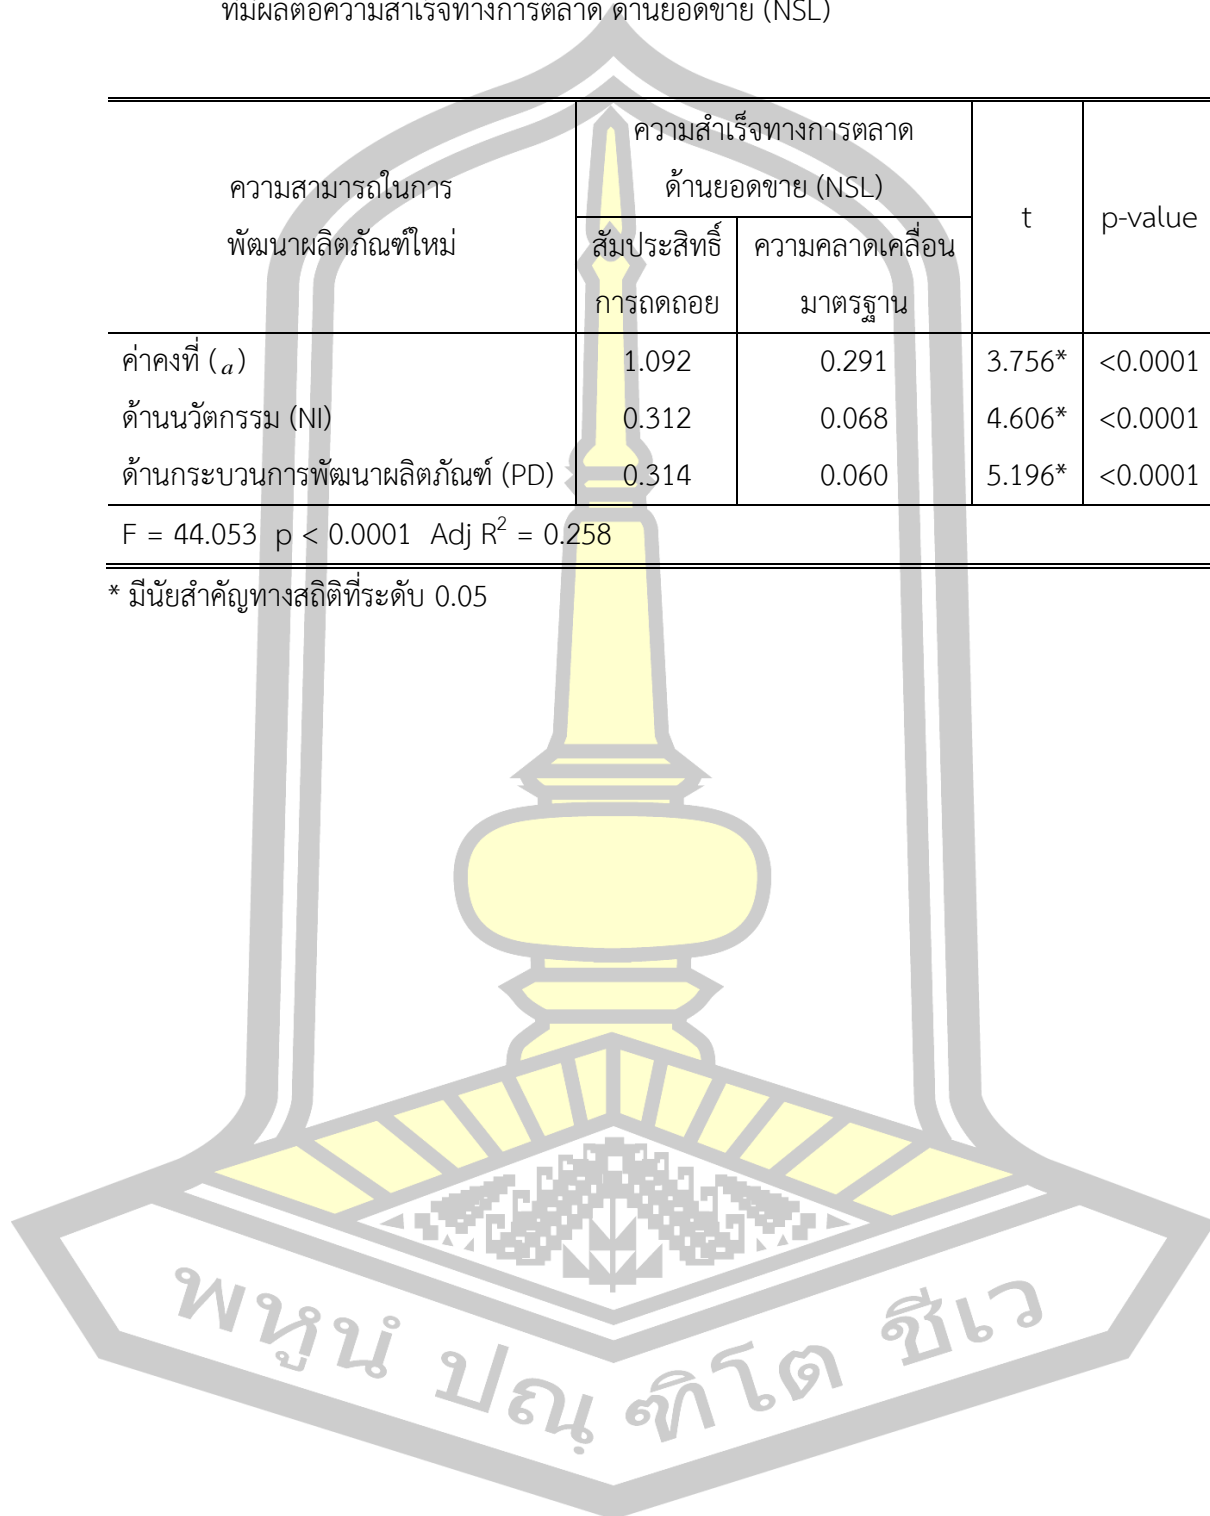 ที่มีผลต่อความสำเร็จทางการตลาด ด้านยอดขาย (NSL)
ความสามารถในการ
พัฒนาผลิตภัณฑ์ใหม่
ความสำเร็จทางการตลาด
ด้านยอดขาย (NSL)
t
p-value
สัมประสิทธิ์
การถดถอย
ความคลาดเคลื่อน
มาตรฐาน
ค่าคงที่ (a) 1.092 0.291 3.756* <0.0001
ด้านนวัตกรรม (NI) 0.312 0.068 4.606* <0.0001
ด้านกระบวนการพัฒนาผลิตภัณฑ์ (PD) 0.314 0.060 5.196* <0.0001
F = 44.053 p < 0.0001 Adj R² = 0.258
* มีนัยสำคัญทางสถิติที่ระดับ 0.05
พหูนํ ปณฺฑิโต ชีเว